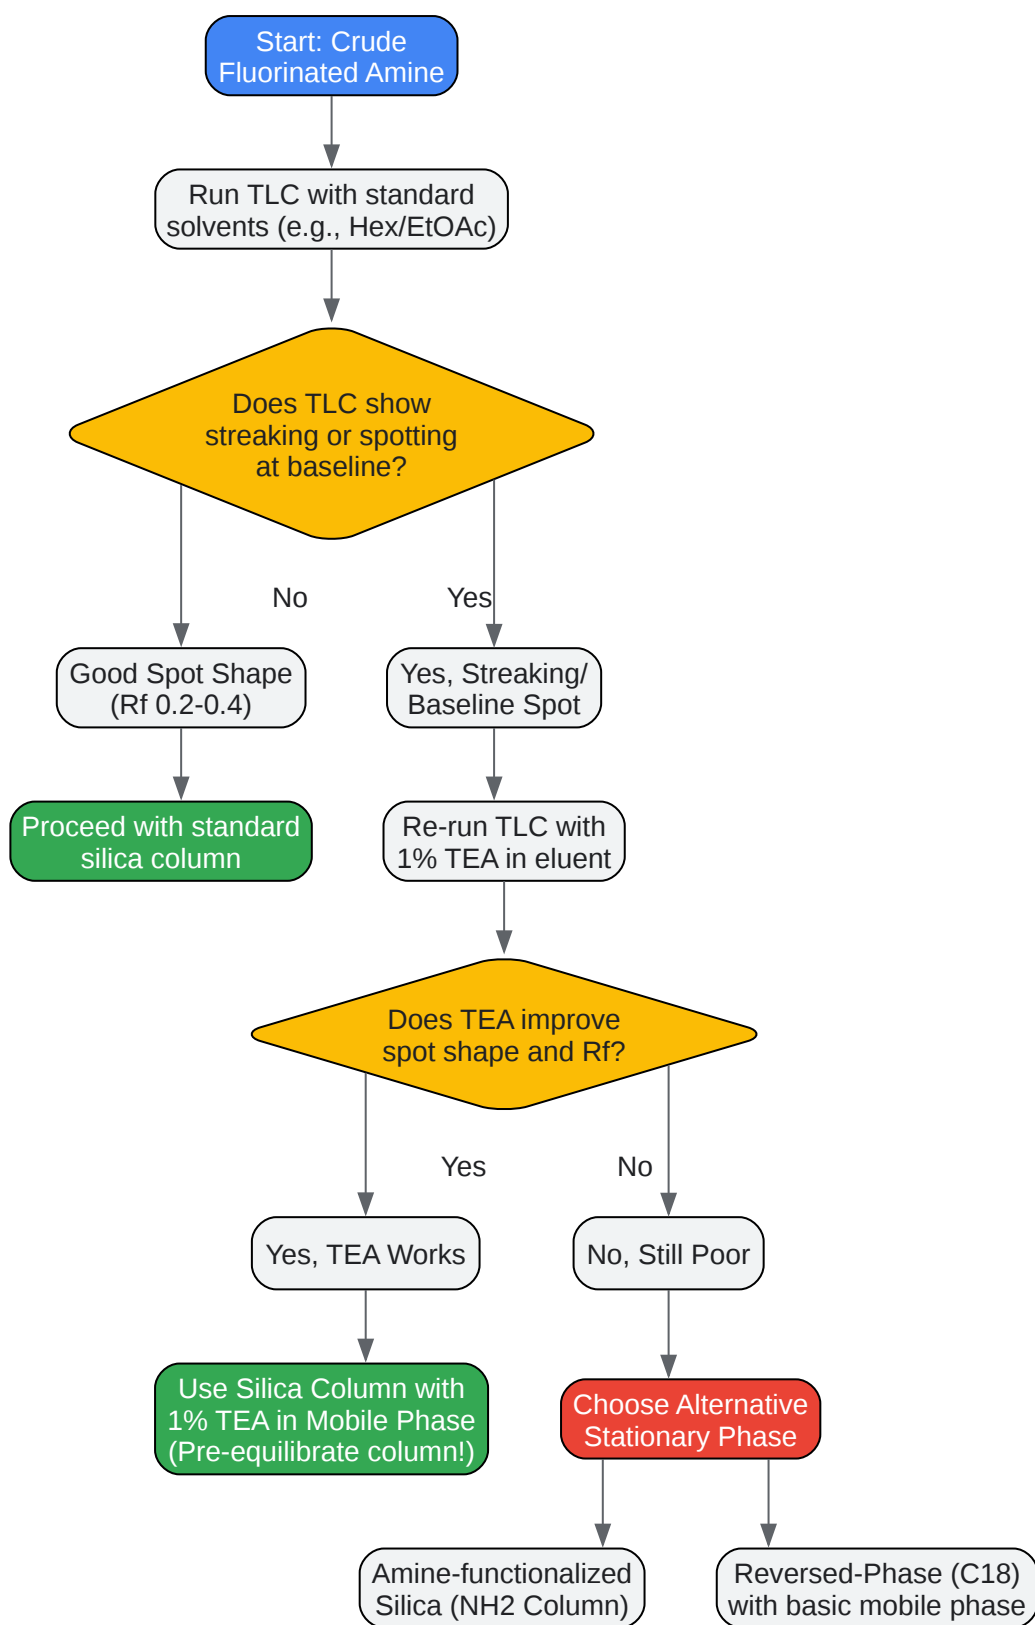 Start: Crude
Fluorinated Amine
Run TLC with standard
solvents (e.g., Hex/EtOAc)
Does TLC show
streaking or spotting
at baseline?
No
Yes
Good Spot Shape
(Rf 0.2-0.4)
Yes, Streaking/
Baseline Spot
Proceed with standard
silica column
Re-run TLC with
1% TEA in eluent
Does TEA improve
spot shape and Rf?
Yes
No
Yes, TEA Works
No, Still Poor
Use Silica Column with
1% TEA in Mobile Phase
(Pre-equilibrate column!)
Choose Alternative
Stationary Phase
Amine-functionalized
Silica (NH2 Column)
Reversed-Phase (C18)
with basic mobile phase